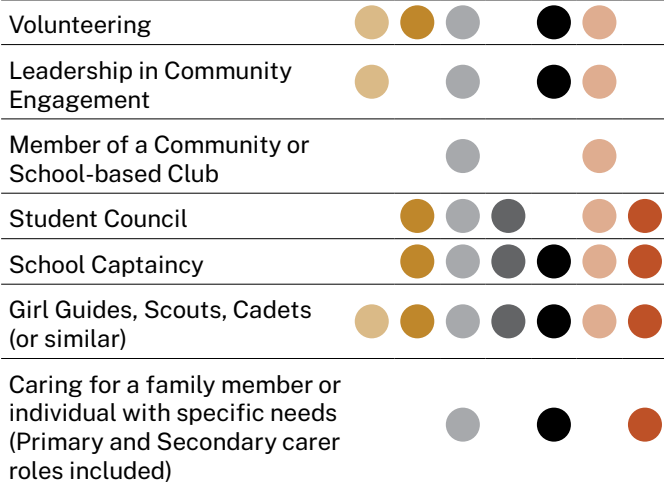 Volunteering
Leadership in Community
Engagement
Member of a Community or
School-based Club
Student Council
School Captaincy
Girl Guides, Scouts, Cadets
(or similar)
Caring for a family member or
individual with specific needs
(Primary and Secondary carer
roles included)